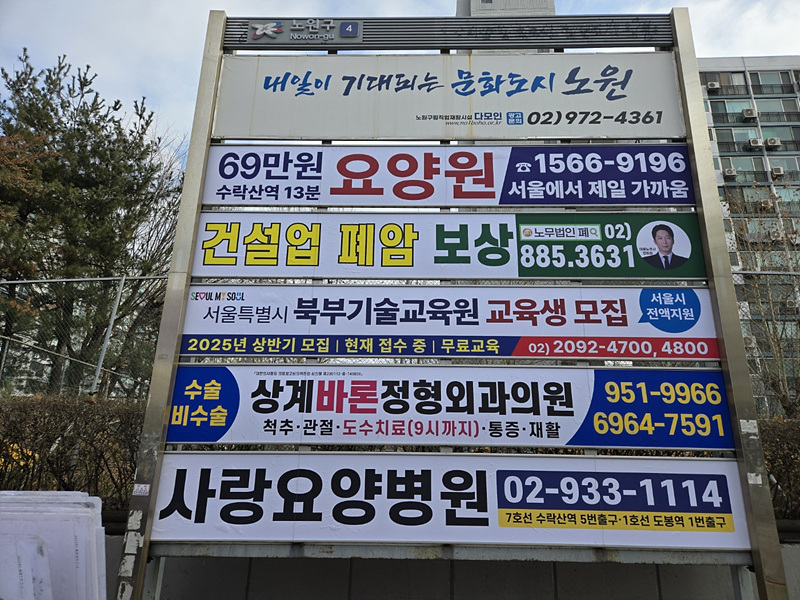 노원구
Nowon-gu
4
내일이 기대되는 문화도시 노원
노원구립직업재활시설 다모인 광고문의 02)972-4361
69만원
수락산역 13분
요양원
☎1566-9196
서울에서 제일 가까움
건설업 폐암 보상
노무법인 폐
02)
885.3631
SEOUL MY SOUL
서울특별시 북부기술교육원 교육생 모집
서울시
전액지원
2025년 상반기 모집 | 현재 접수 중 | 무료교육
02) 2092-4700, 4800
수술
비수술
상계바른정형외과의원
척추·관절·도수치료(9시까지)·통증·재활
951-9966
6964-7591
사랑요양병원
02-933-1114
7호선 수락산역 5번출구·1호선 도봉역 1번출구